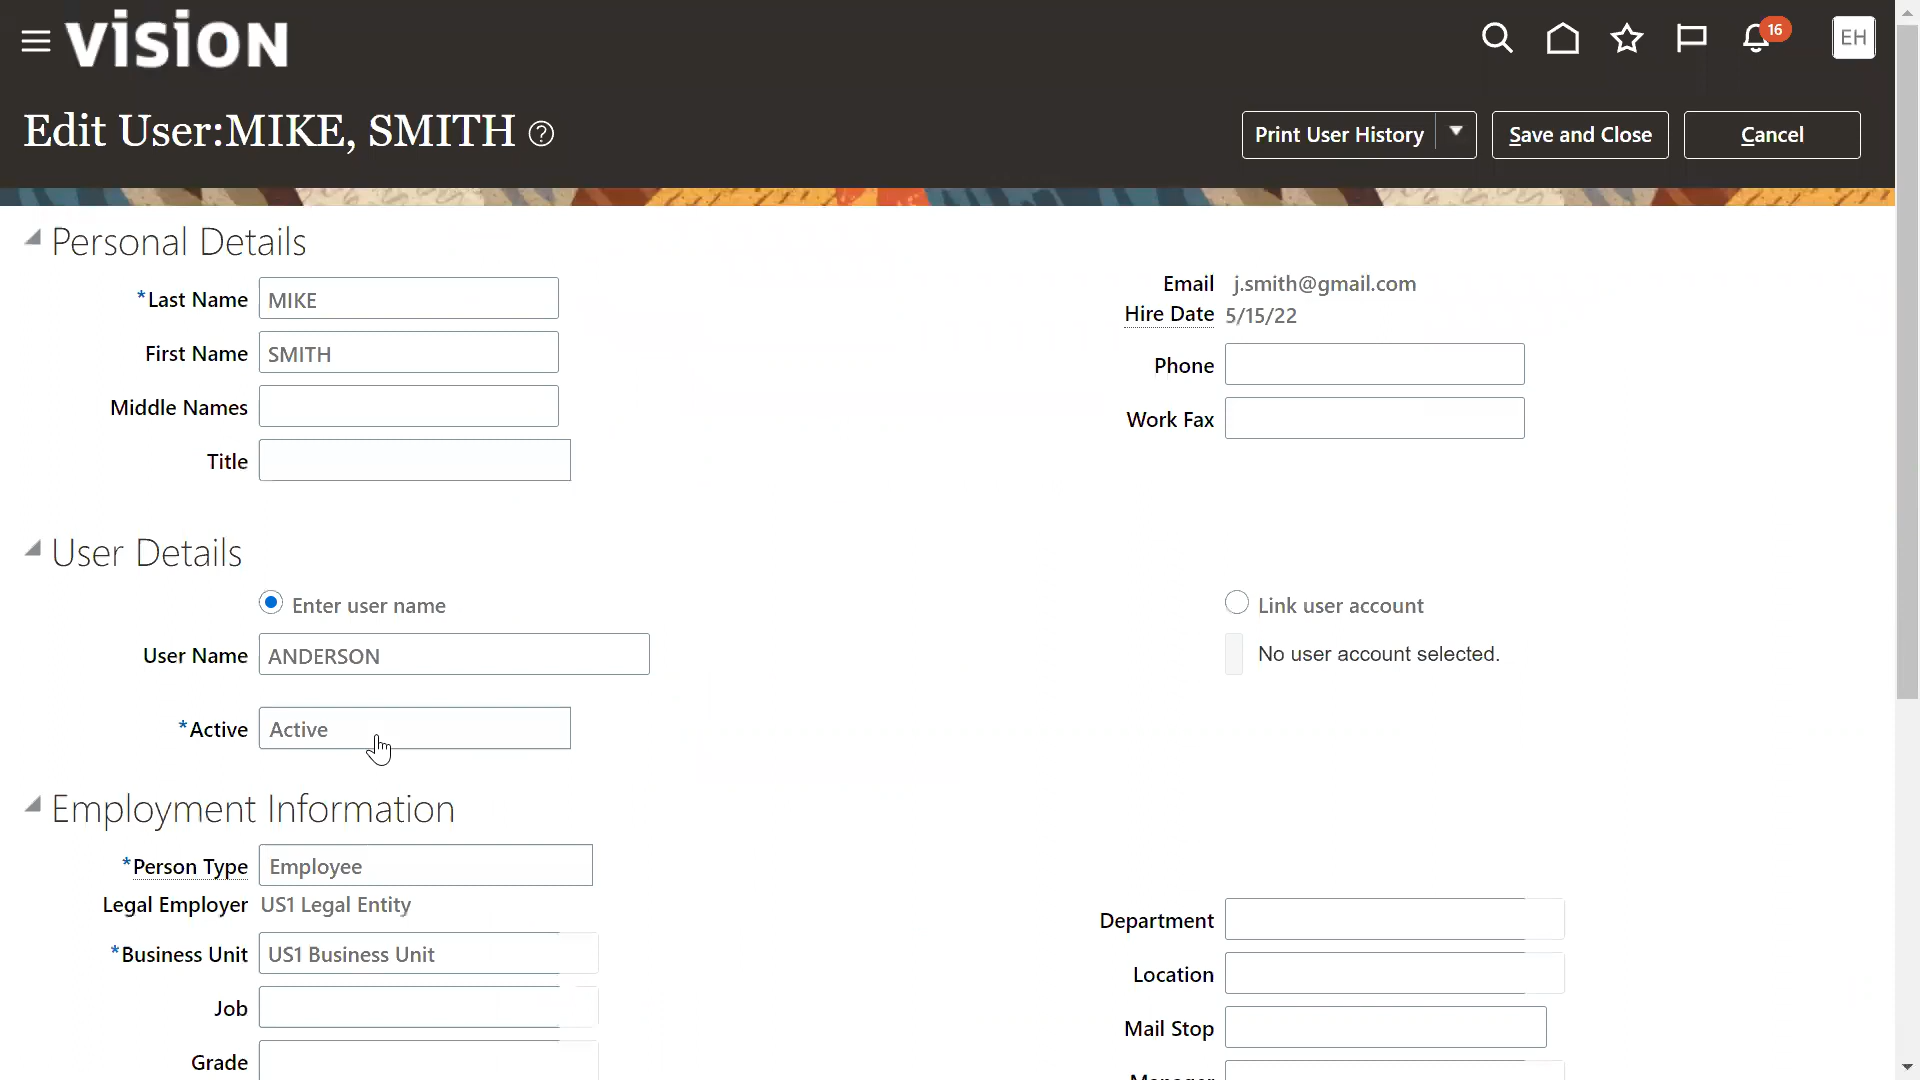 vision
16
EH
Edit User:MIKE, SMITH
?
Print User History
Save and Close
Cancel
Personal Details
*Last Name MIKE
First Name SMITH
Middle Names
Title
Email j.smith@gmail.com
Hire Date 5/15/22
Phone
Work Fax
User Details
Enter user name
User Name ANDERSON
*Active Active
Link user account
No user account selected.
Employment Information
*Person Type Employee
Legal Employer US1 Legal Entity
*Business Unit US1 Business Unit
Job
Grade
Department
Location
Mail Stop